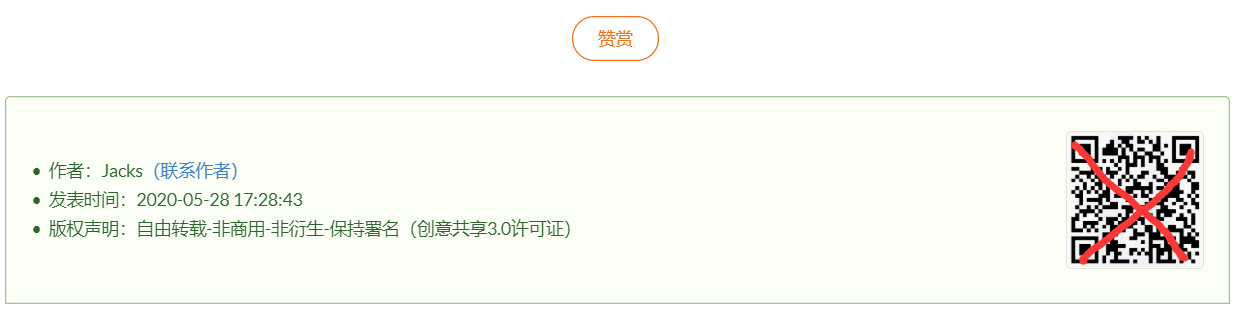 赞赏
作者：Jacks（联系作者）
发表时间：2020-05-28 17:28:43
版权声明：自由转载-非商用-非衍生-保持署名（创意共享3.0许可证）